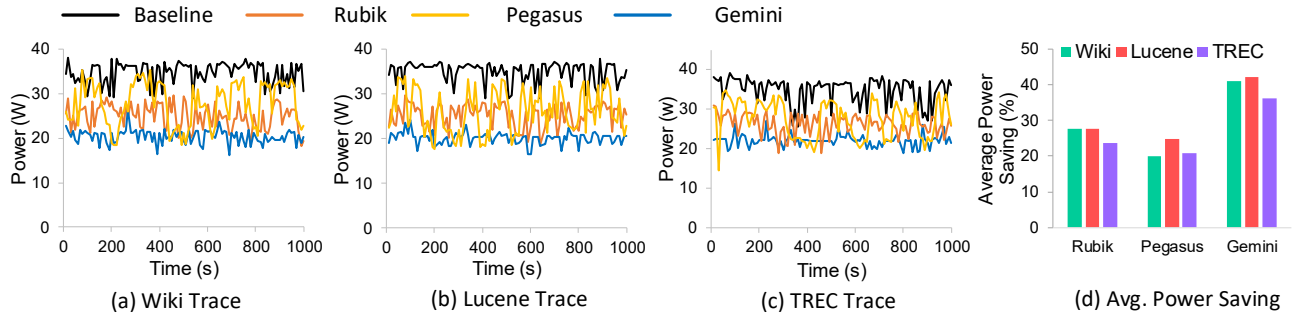 Baseline Rubik Pegasus Gemini
Power (W)
40
30
20
10
0
0 200 400 600 800 1000
Time (s)
(a) Wiki Trace
Power (W)
40
30
20
10
0
0 200 400 600 800 1000
Time (s)
(b) Lucene Trace
Power (w)
40
30
20
10
0
0 200 400 600 800 1000
Time (s)
(c) TREC Trace
Average Power
Saving (%)
50
40
30
20
10
0
Wiki Lucene TREC
Rubik Pegasus Gemini
(d) Avg. Power Saving